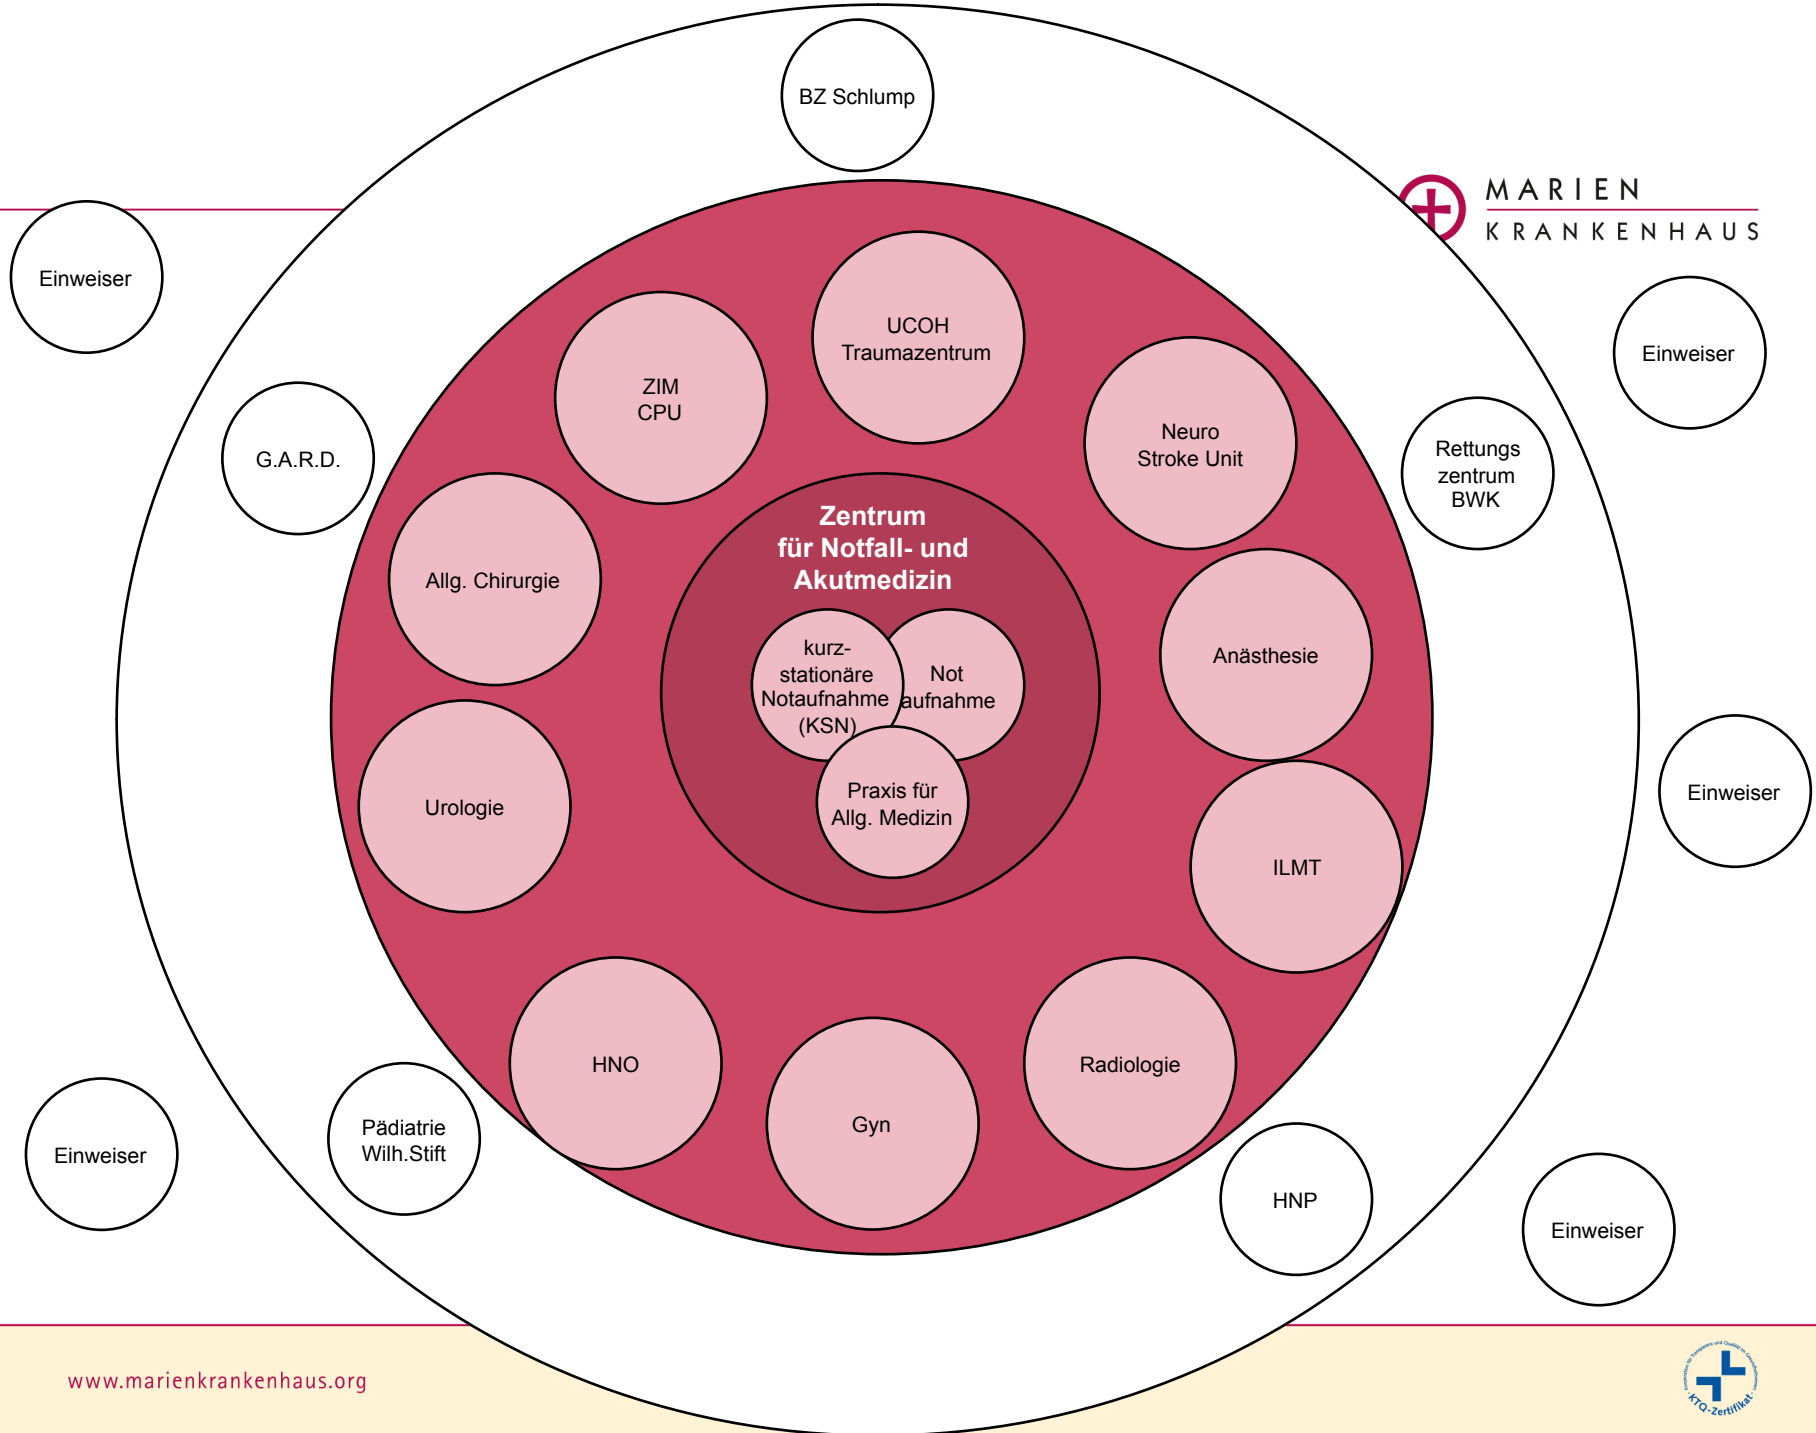 BZ Schlump
MARIEN
KRANKENHAUS
Einweiser
Einweiser
UCOH
Traumazentrum
ZIM
CPU
Neuro
Stroke Unit
G.A.R.D.
Rettungs
zentrum
BWK
Zentrum
für Notfall- und
Akutmedizin
Allg. Chirurgie
Anästhesie
kurz-
stationäre
Notaufnahme
(KSN)
Not
aufnahme
Praxis für
Allg. Medizin
Urologie
Einweiser
ILMT
HNO
Gyn
Radiologie
Pädiatrie
Wilh.Stift
Einweiser
HNP
Einweiser
www.marienkrankenhaus.org
KTQ-Zertifikat